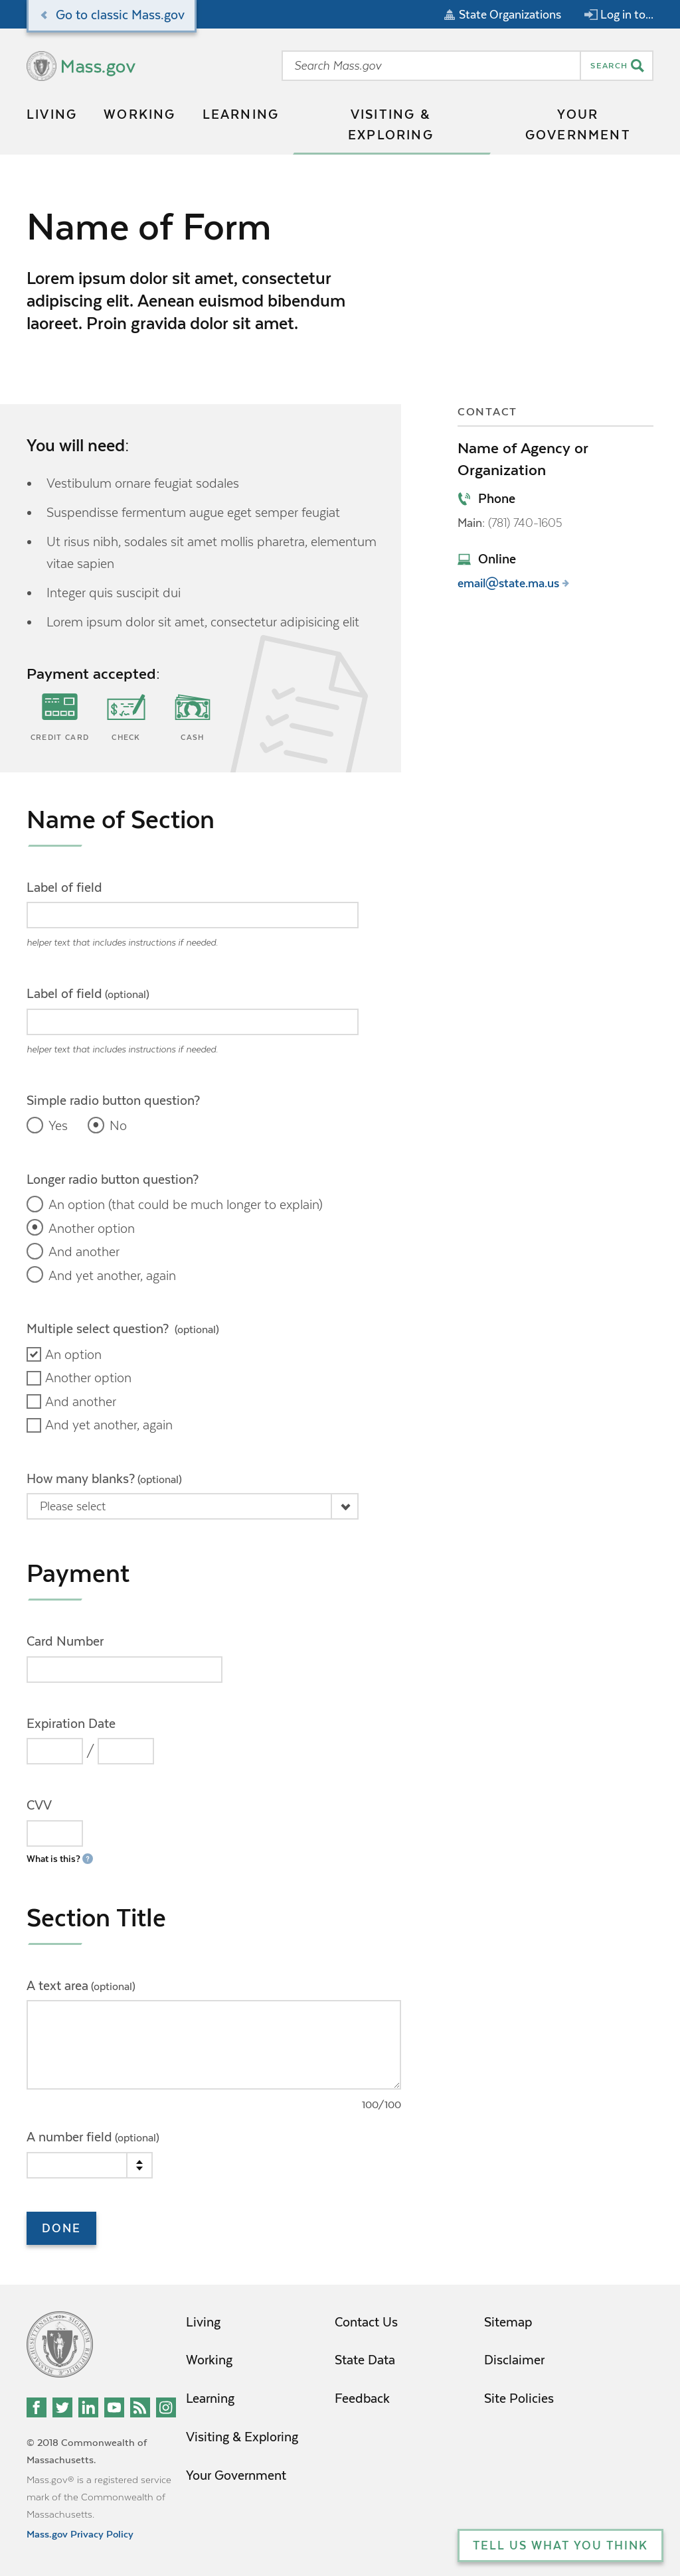 Go to classic Mass.gov
State Organizations
Log in to...
Mass.gov
Search Mass.gov
SEARCH
LIVING
WORKING
LEARNING
VISITING &
EXPLORING
YOUR
GOVERNMENT
Name of Form
Lorem ipsum dolor sit amet, consectetur
adipiscing elit. Aenean euismod bibendum
laoreet. Proin gravida dolor sit amet.
You will need:
• Vestibulum ornare feugiat sodales
• Suspendisse fermentum augue eget semper feugiat
• Ut risus nibh, sodales sit amet mollis pharetra, elementum
vitae sapien
• Integer quis suscipit dui
• Lorem ipsum dolor sit amet, consectetur adipisicing elit
Payment accepted:
CREDIT CARD
CHECK
CASH
CONTACT
Name of Agency or
Organization
Phone
Main: (781) 740-1605
Online
email@state.ma.us
Name of Section
Label of field
helper text that includes instructions if needed.
Label of field (optional)
helper text that includes instructions if needed.
Simple radio button question?
Yes
No
Longer radio button question?
An option (that could be much longer to explain)
Another option
And another
And yet another, again
Multiple select question? (optional)
An option
Another option
And another
And yet another, again
How many blanks? (optional)
Please select
Payment
Card Number
Expiration Date
/
CVV
What is this? ?
Section Title
A text area (optional)
100/100
A number field (optional)
DONE
Living
Working
Learning
Visiting & Exploring
Your Government
Contact Us
State Data
Feedback
Sitemap
Disclaimer
Site Policies
© 2018 Commonwealth of
Massachusetts.
Mass.gov® is a registered service
mark of the Commonwealth of
Massachusetts.
Mass.gov Privacy Policy
TELL US WHAT YOU THINK